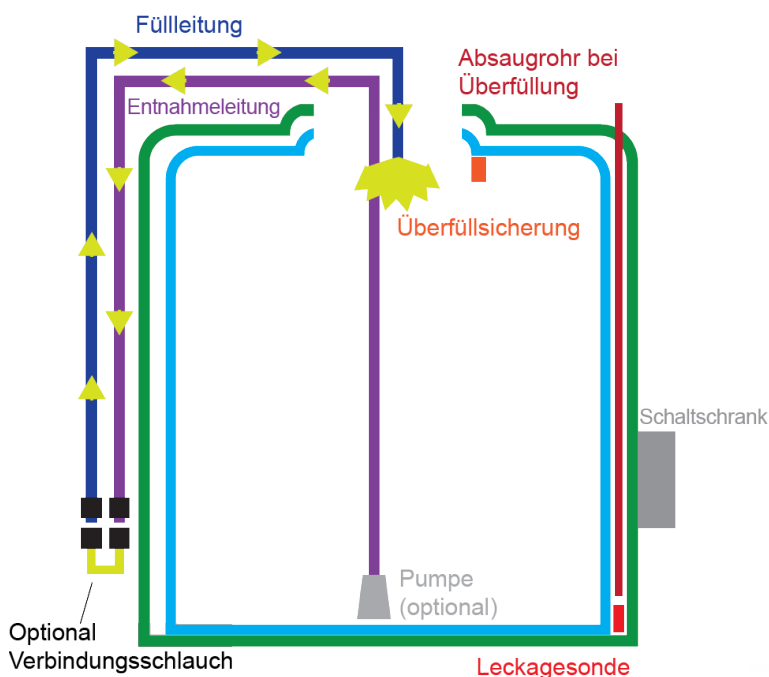 Füllleitung
Absaugrohr bei
Überfüllung
Entnahmeleitung
Überfüllsicherung
Schaltschrank
Pumpe
(optional)
Optional
Verbindungsschlauch
Leckagesonde